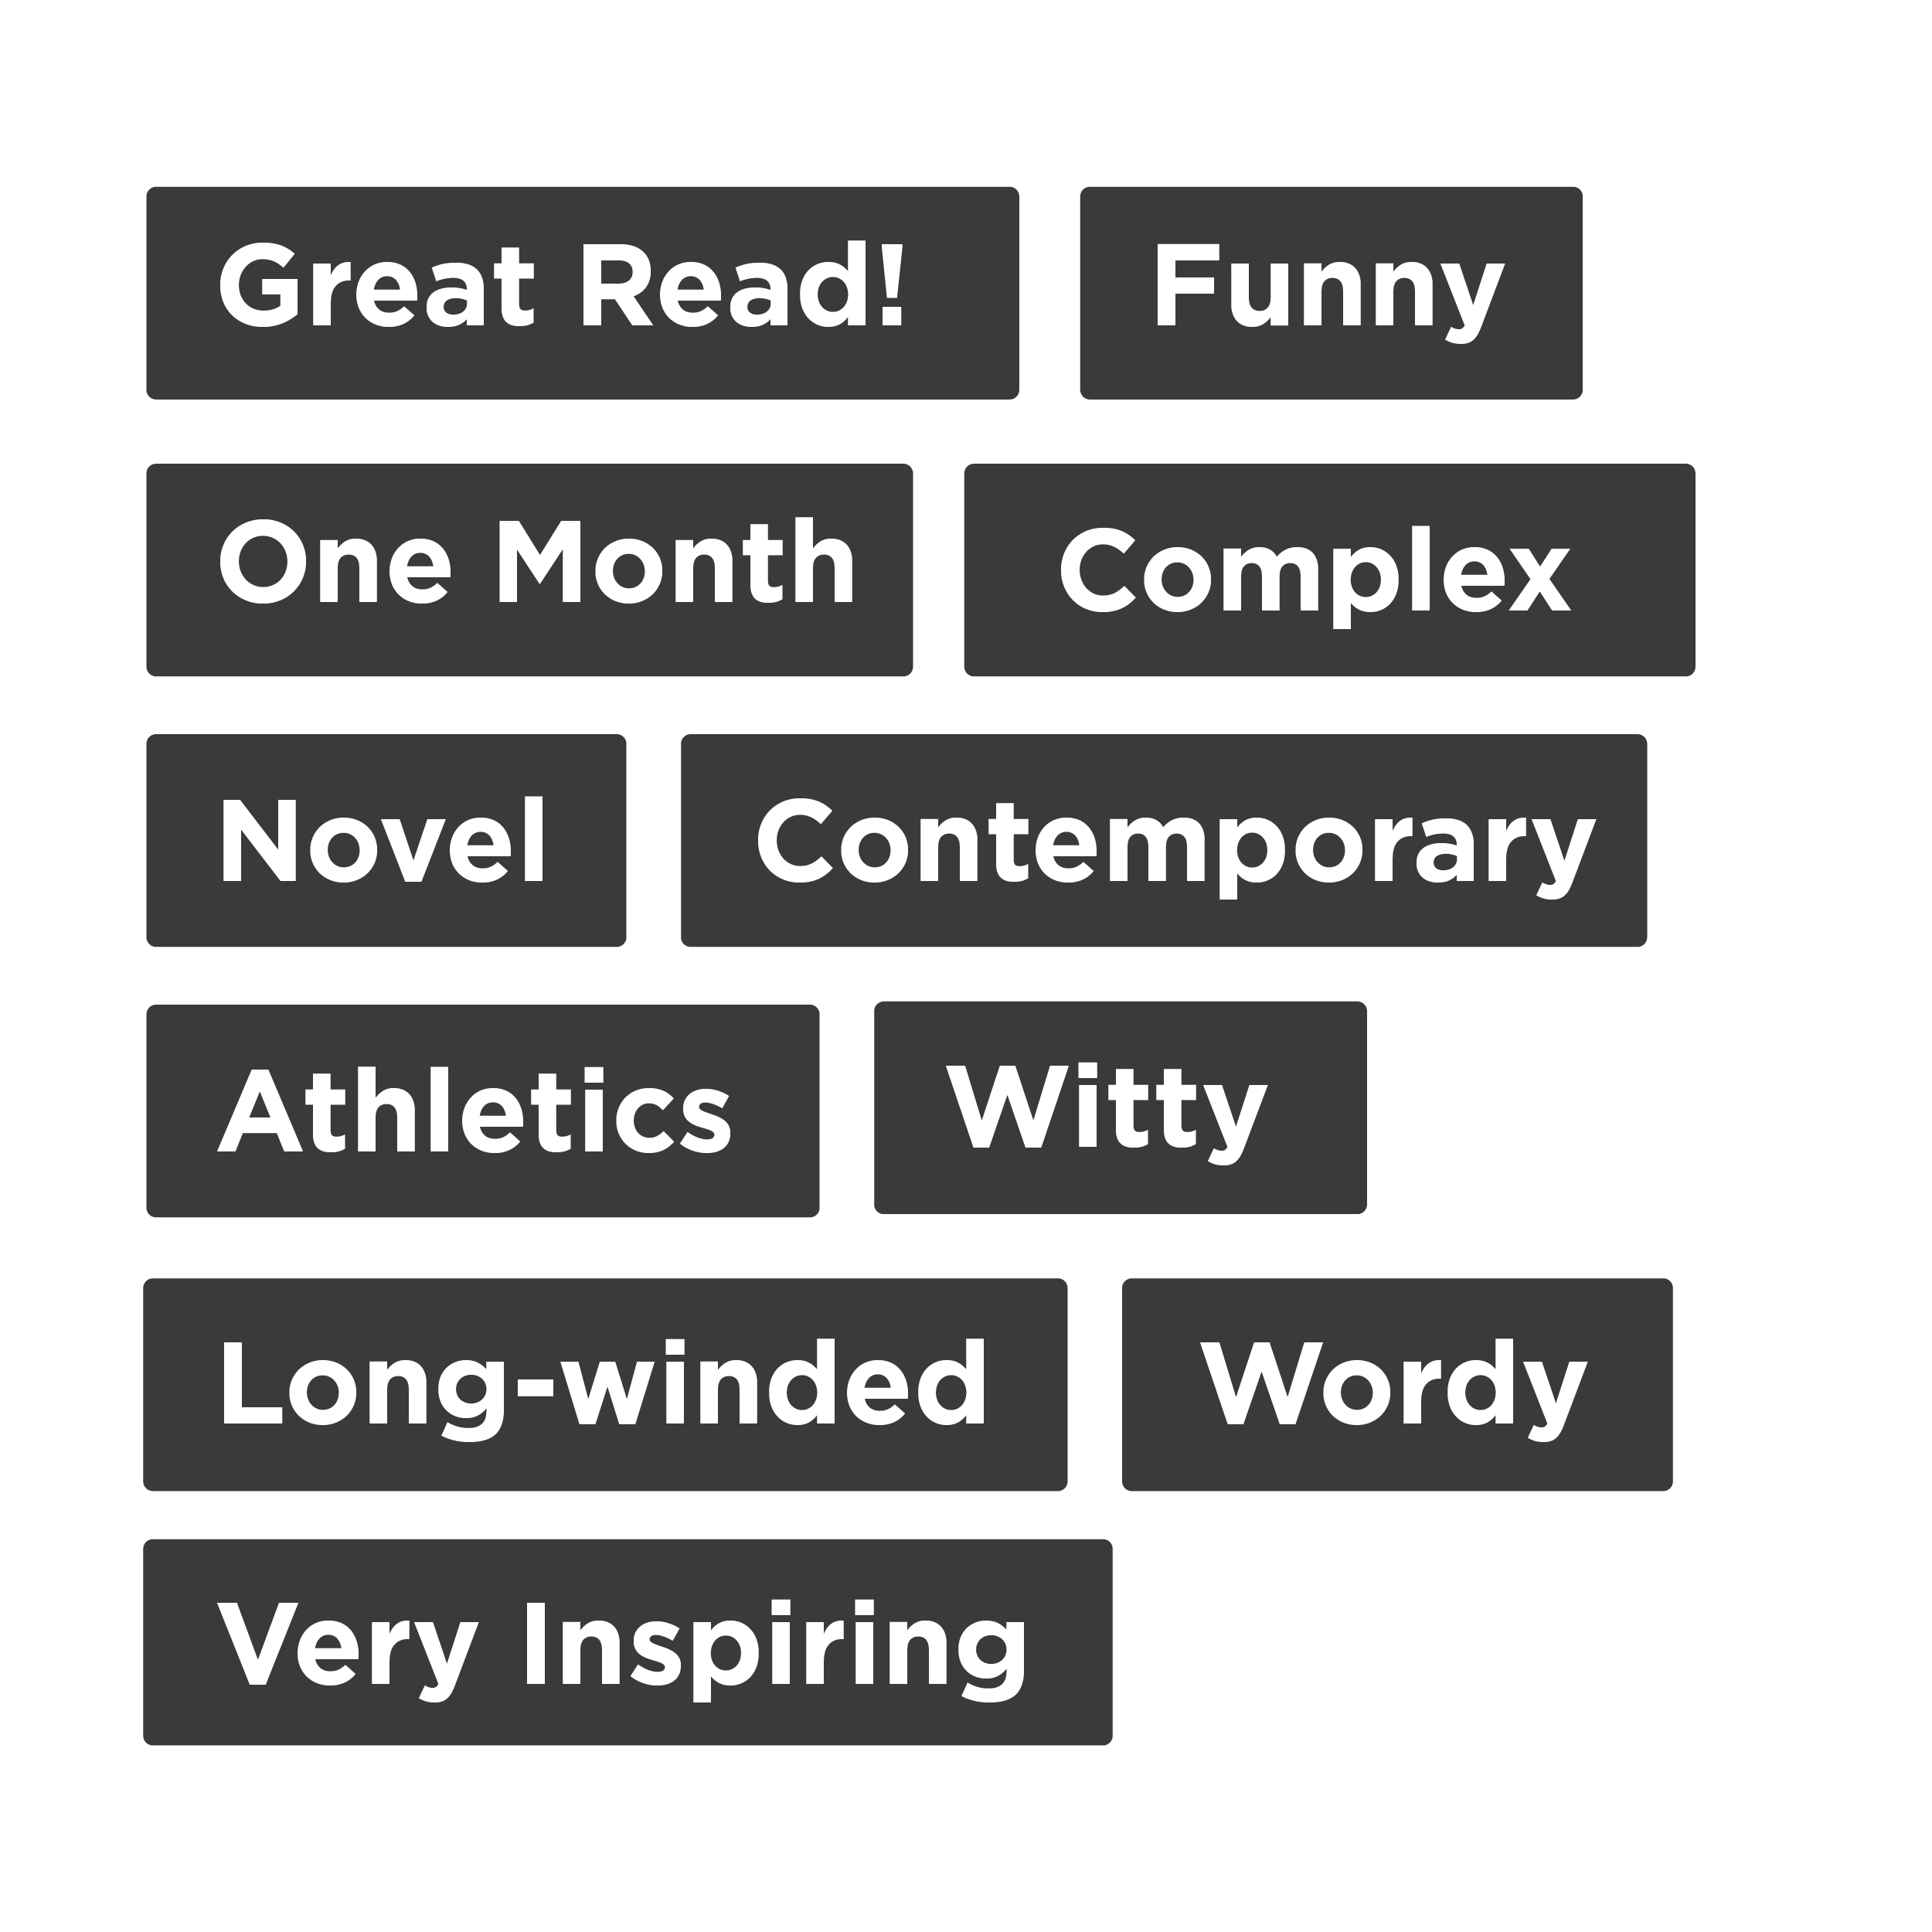 Great Read!
Funny
One Month
Complex
Novel
Contemporary
Athletics
Witty
Long-winded
Wordy
Very Inspiring